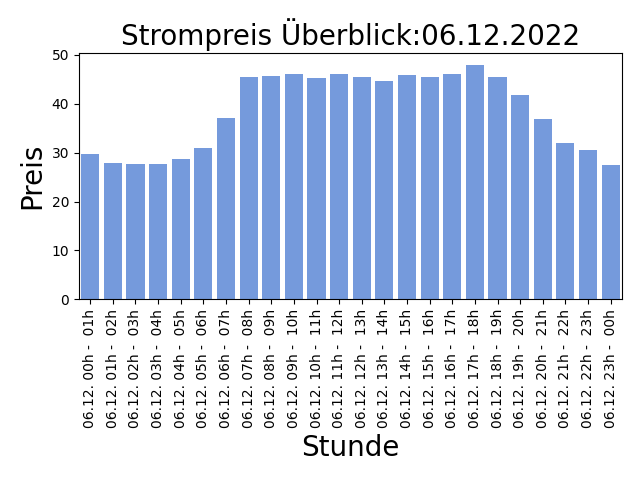 Strompreis Überblick:06.12.2022
Preis
50
40
30
20
10
0
06.12. 00h - 01h
06.12. 01h - 02h
06.12. 02h - 03h
06.12. 03h - 04h
06.12. 04h - 05h
06.12. 05h - 06h
06.12. 06h - 07h
06.12. 07h - 08h
06.12. 08h - 09h
06.12. 09h - 10h
06.12. 10h - 11h
06.12. 11h - 12h
06.12. 12h - 13h
06.12. 13h - 14h
06.12. 14h - 15h
06.12. 15h - 16h
06.12. 16h - 17h
06.12. 17h - 18h
06.12. 18h - 19h
06.12. 19h - 20h
06.12. 20h - 21h
06.12. 21h - 22h
06.12. 22h - 23h
06.12. 23h - 00h
Stunde